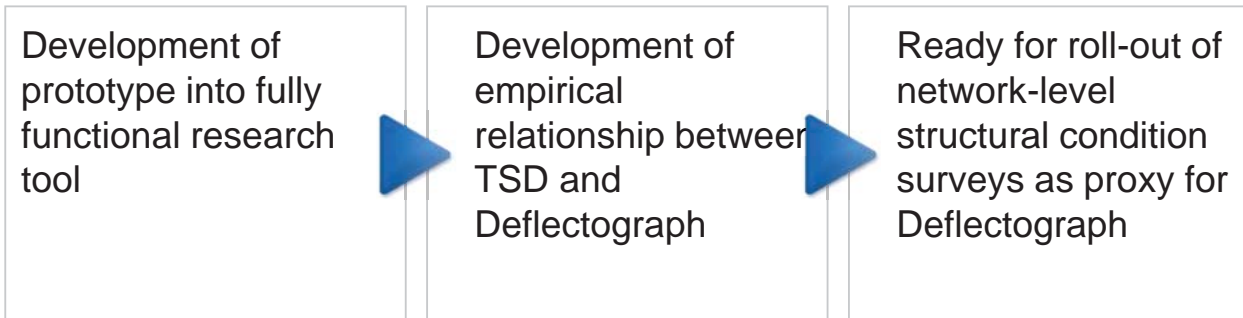 Development of
prototype into fully
functional research
tool
Development of
empirical
relationship between
TSD and
Deflectograph
Ready for roll-out of
network-level
structural condition
surveys as proxy for
Deflectograph